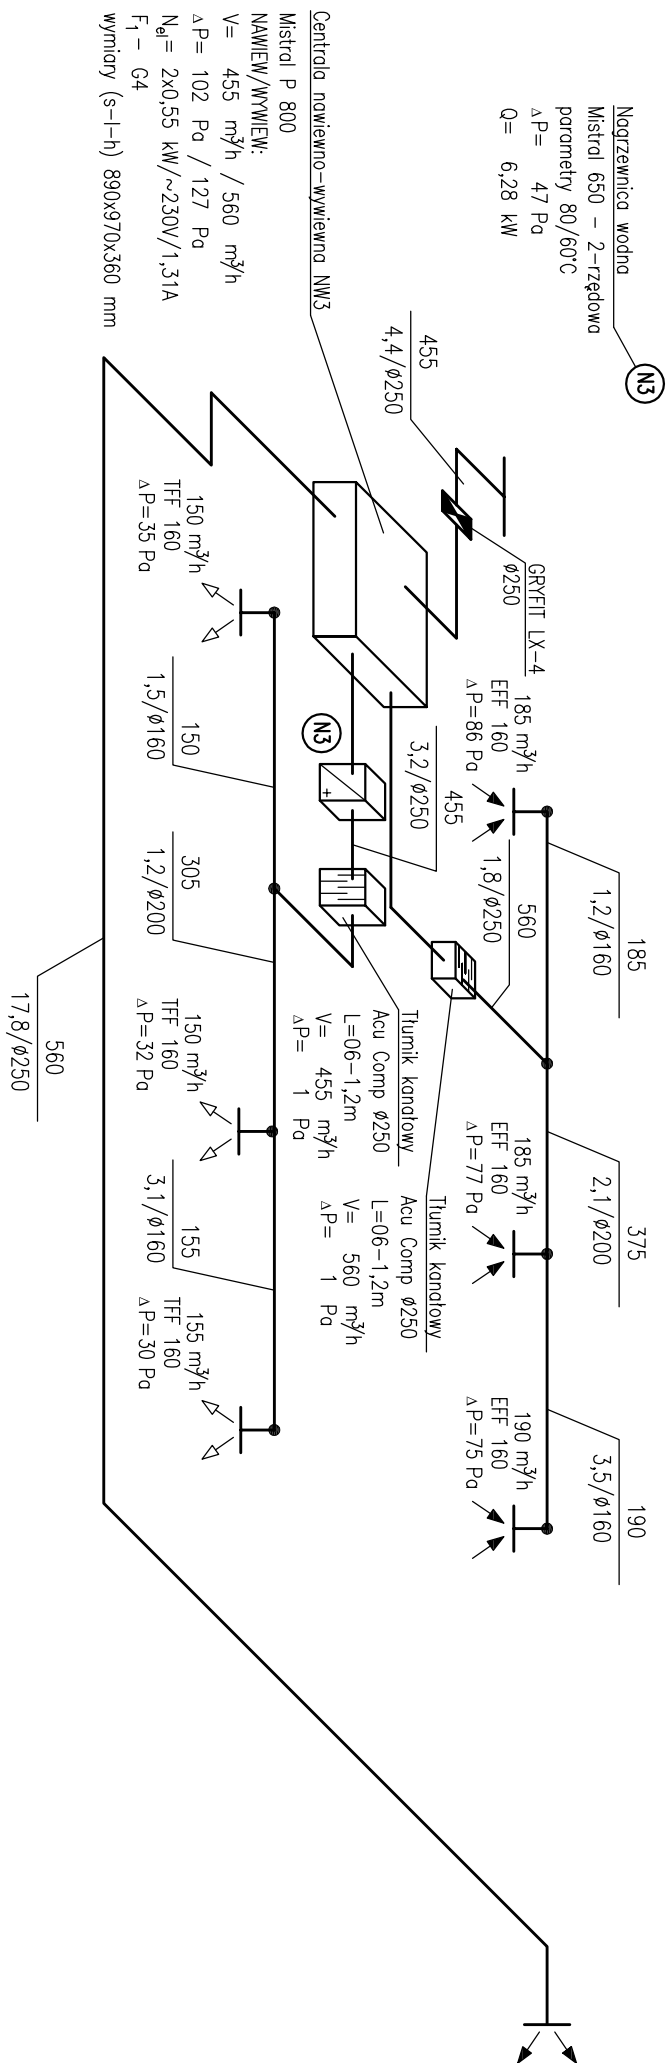 Nagrzewnica wodna
Mistral 650 - 2-rzędowa
parametry 80/60°C
ΔP= 47 Pa
Q= 6,28 kW
N3
Centrala nawiewno-wywiewna NW3
Mistral P 800
NAWIEW/WYWIEW:
V= 455 m³/h / 560 m³/h
ΔP= 102 Pa / 127 Pa
Nel= 2x0,55 kW/~230V/1,31A
F1 - G4
wymiary (s-l-h) 890x970x360 mm
455
4,4/ø250
GRYFIT LX-4
ø250
185 m³/h
EFF 160
ΔP=86 Pa
185
1,2/ø160
560
1,8/ø250
455
3,2/ø250
N3
+
Tłumik kanałowy
Acu Comp ø250
L=06-1,2m
V= 455 m³/h
ΔP= 1 Pa
Tłumik kanałowy
Acu Comp ø250
L=06-1,2m
V= 560 m³/h
ΔP= 1 Pa
185 m³/h
EFF 160
ΔP=77 Pa
375
2,1/ø200
190 m³/h
EFF 160
ΔP=75 Pa
190
3,5/ø160
150 m³/h
TFF 160
ΔP=35 Pa
150
1,5/ø160
305
1,2/ø200
150 m³/h
TFF 160
ΔP=32 Pa
155
3,1/ø160
155 m³/h
TFF 160
ΔP=30 Pa
560
17,8/ø250